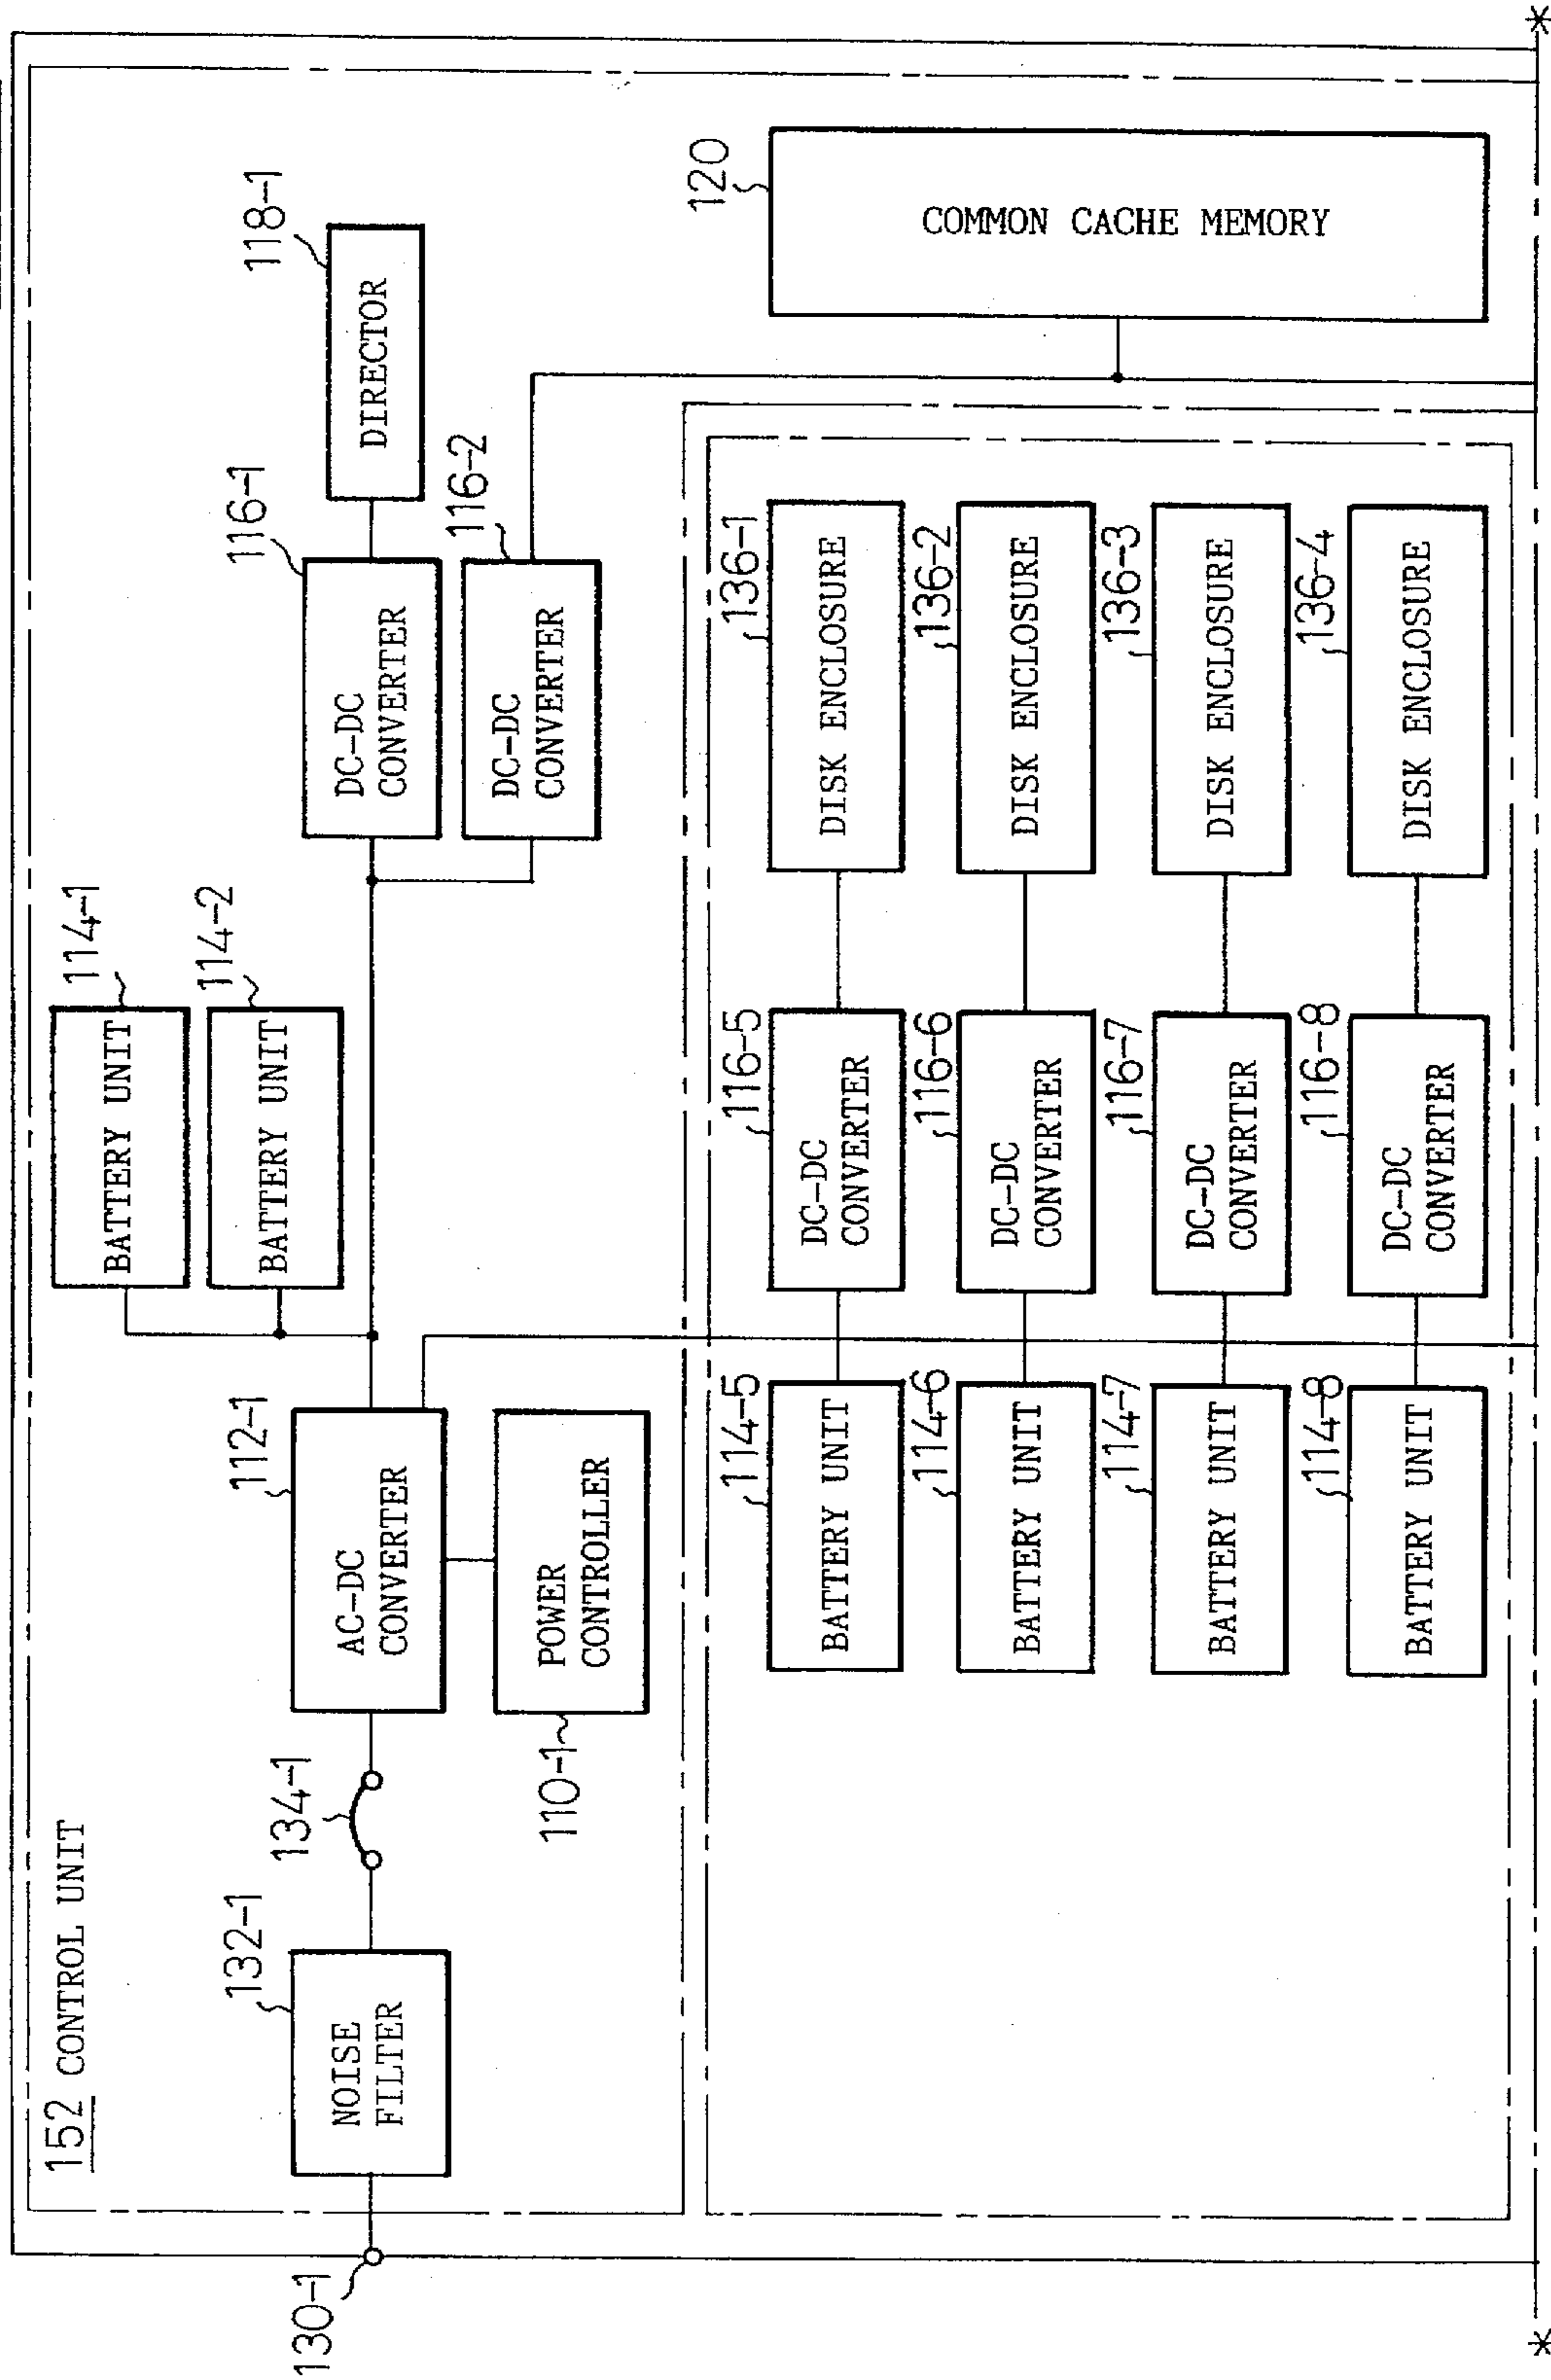 152 CONTROL UNIT
130-1
132-1
NOISE
FILTER
134-1
112-1
AC-DC
CONVERTER
110-1
POWER
CONTROLLER
114-1
BATTERY UNIT
114-2
BATTERY UNIT
116-1
DC-DC
CONVERTER
116-2
DC-DC
CONVERTER
118-1
DIRECTOR
120
COMMON CACHE MEMORY
114-5
BATTERY UNIT
116-5
DC-DC
CONVERTER
136-1
DISK ENCLOSURE
114-6
BATTERY UNIT
116-6
DC-DC
CONVERTER
136-2
DISK ENCLOSURE
114-7
BATTERY UNIT
116-7
DC-DC
CONVERTER
136-3
DISK ENCLOSURE
114-8
BATTERY UNIT
116-8
DC-DC
CONVERTER
136-4
DISK ENCLOSURE
*
*